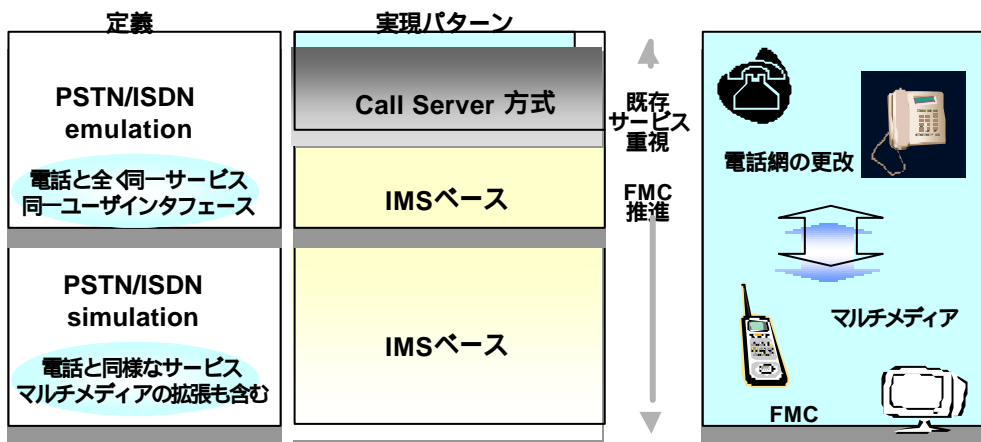 定義
実現パターン
PSTN/ISDN
emulation
電話と全く同一サービス
同一ユーザインタフェース
Call Server 方式
IMSベース
既存
サービス
重視
FMC
推進
電話網の更改
PSTN/ISDN
simulation
電話と同様なサービス
マルチメディアの拡張も含む
IMSベース
マルチメディア
FMC